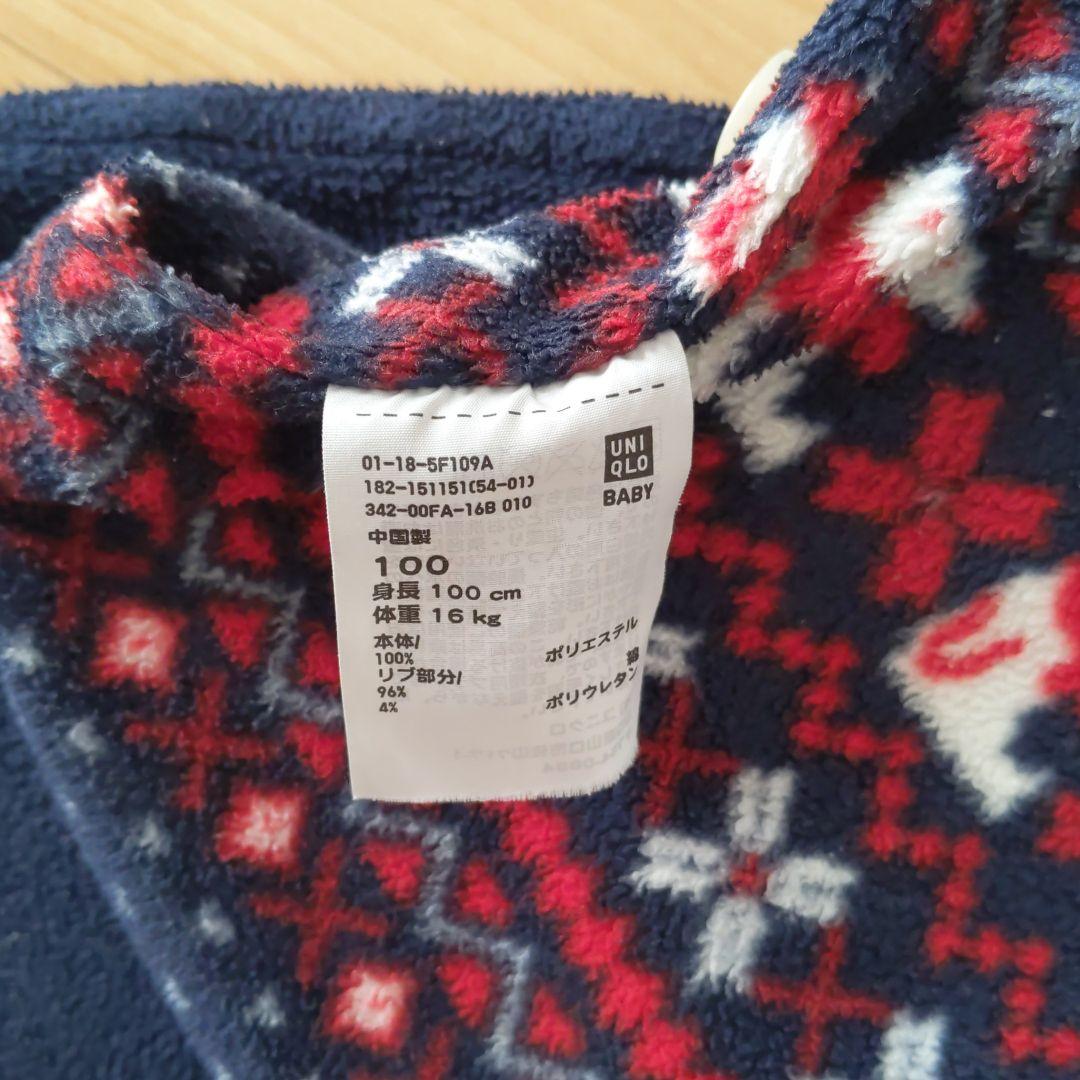 01-18-5F109A
182-151151(54-01)
342-00FA-16B 010
UNI
QLO
BABY
中国製
100
身長 100 cm
体重 16 kg
本体/
100% ポリエステル
リブ部分/
96% 綿
4% ポリウレタン